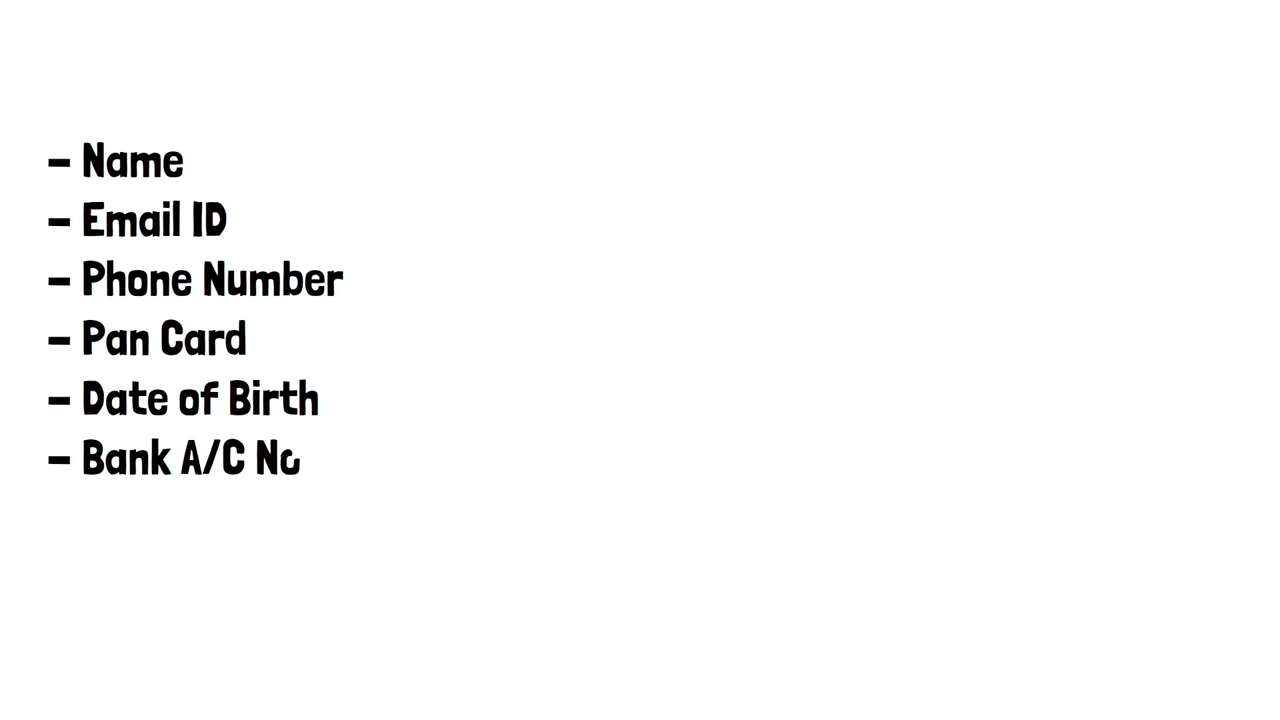 - Name
- Email ID
- Phone Number
- Pan Card
- Date of Birth
- Bank A/C No